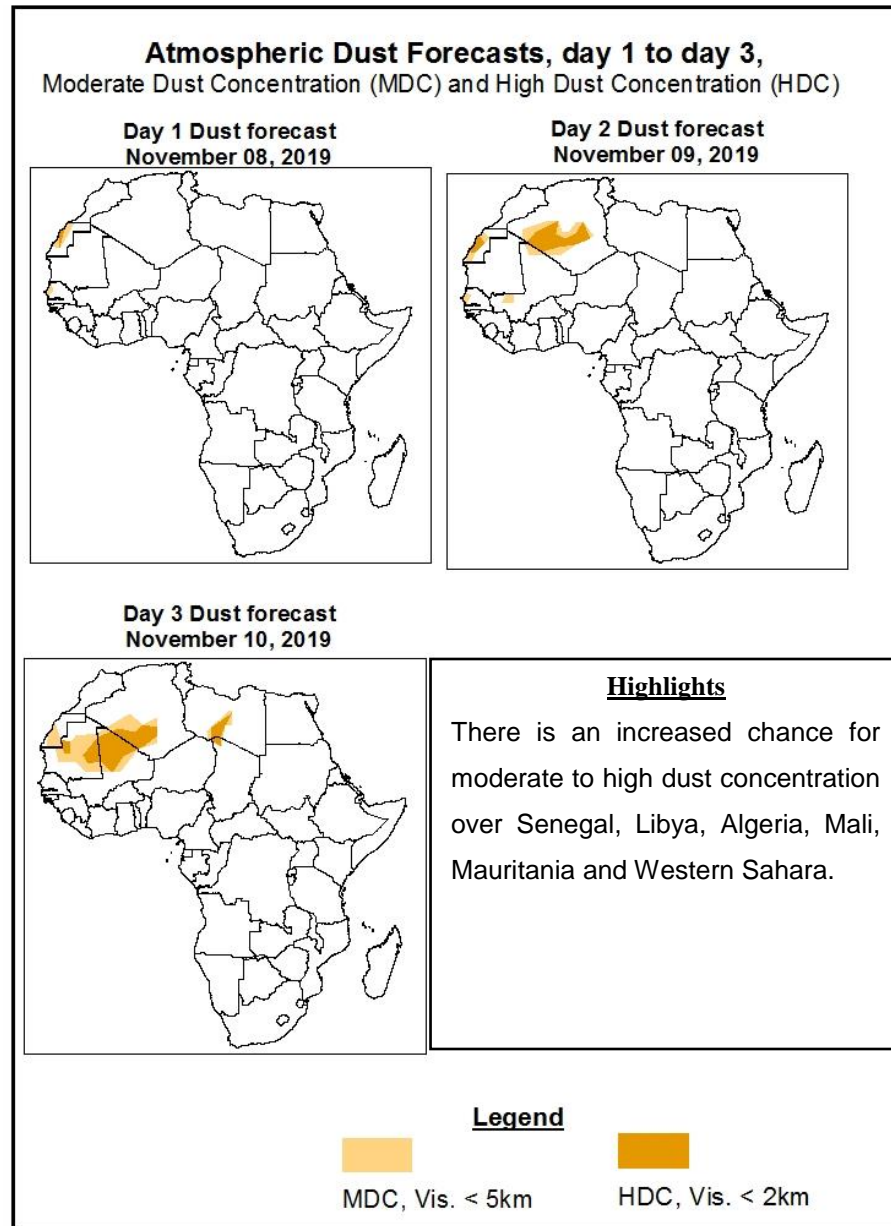 Atmospheric Dust Forecasts, day 1 to day 3,
Moderate Dust Concentration (MDC) and High Dust Concentration (HDC)
Day 1 Dust forecast
November 08, 2019
Day 2 Dust forecast
November 09, 2019
Day 3 Dust forecast
November 10, 2019
Highlights
There is an increased chance for
moderate to high dust concentration
over Senegal, Libya, Algeria, Mali,
Mauritania and Western Sahara.
Legend
MDC, Vis. < 5km
HDC, Vis. < 2km